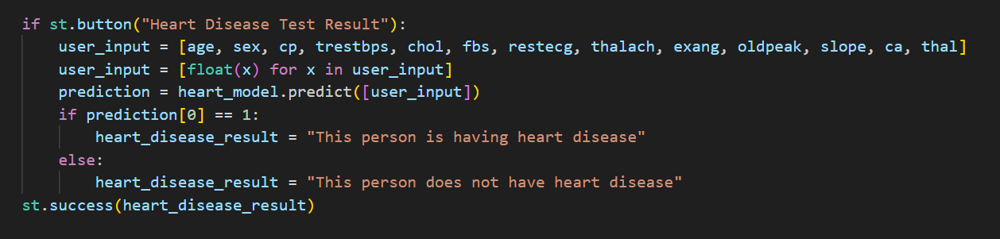 if st.button("Heart Disease Test Result"):
    user_input = [age, sex, cp, trestbps, chol, fbs, restecg, thalach, exang, oldpeak, slope, ca, thal]
    user_input = [float(x) for x in user_input]
    prediction = heart_model.predict([user_input])
    if prediction[0] == 1:
        heart_disease_result = "This person is having heart disease"
    else:
        heart_disease_result = "This person does not have heart disease"
st.success(heart_disease_result)